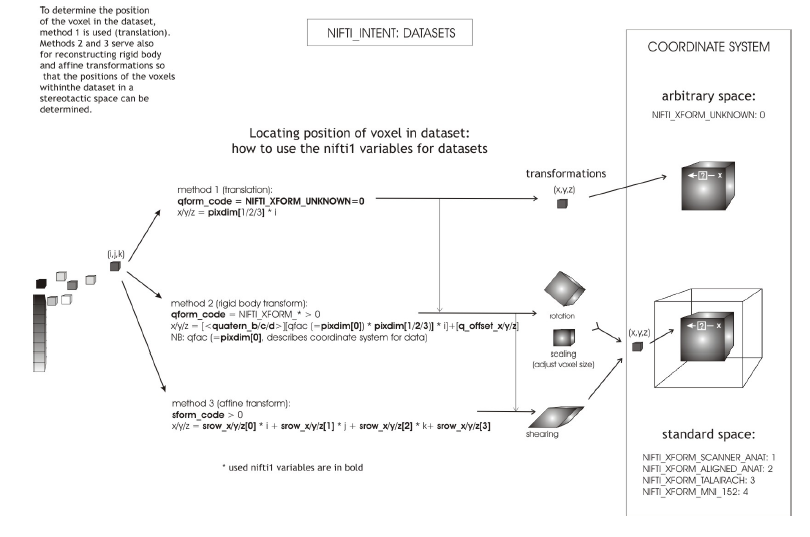 To determine the position
of the voxel in the dataset,
method 1 is used (translation).
Methods 2 and 3 serve also
for reconstructing rigid body
and affine transformations so
that the positions of the voxels
withinthe dataset in a
stereotactic space can be
determined.
NIFTI_INTENT: DATASETS
COORDINATE SYSTEM
arbitrary space:
NIFTI_XFORM_UNKNOWN: 0
Locating position of voxel in dataset:
how to use the nifti1 variables for datasets
transformations
(x,y,z)
method 1 (translation):
qform_code = NIFTI_XFORM_UNKNOWN=0
x/y/z = pixdim[1/2/3] * i
←[?]– x
(i,j,k)
method 2 (rigid body transform):
qform_code = NIFTI_XFORM_* > 0
x/y/z = [<quatern_b/c/d>][qfac (=pixdim[0]) * pixdim[1/2/3)] * i]+[q_offset_x/y/z]
NB: qfac (=pixdim[0], describes coordinate system for data)
rotation
scaling
(adjust voxel size)
(x,y,z)
←[?]– x
method 3 (affine transform):
sform_code > 0
x/y/z = srow_x/y/z[0] * i + srow_x/y/z[1] * j + srow_x/y/z[2] * k+ srow_x/y/z[3]
shearing
* used nifti1 variables are in bold
standard space:
NIFTI_XFORM_SCANNER_ANAT: 1
NIFTI_XFORM_ALIGNED_ANAT: 2
NIFTI_XFORM_TALAIRACH: 3
NIFTI_XFORM_MNI_152: 4